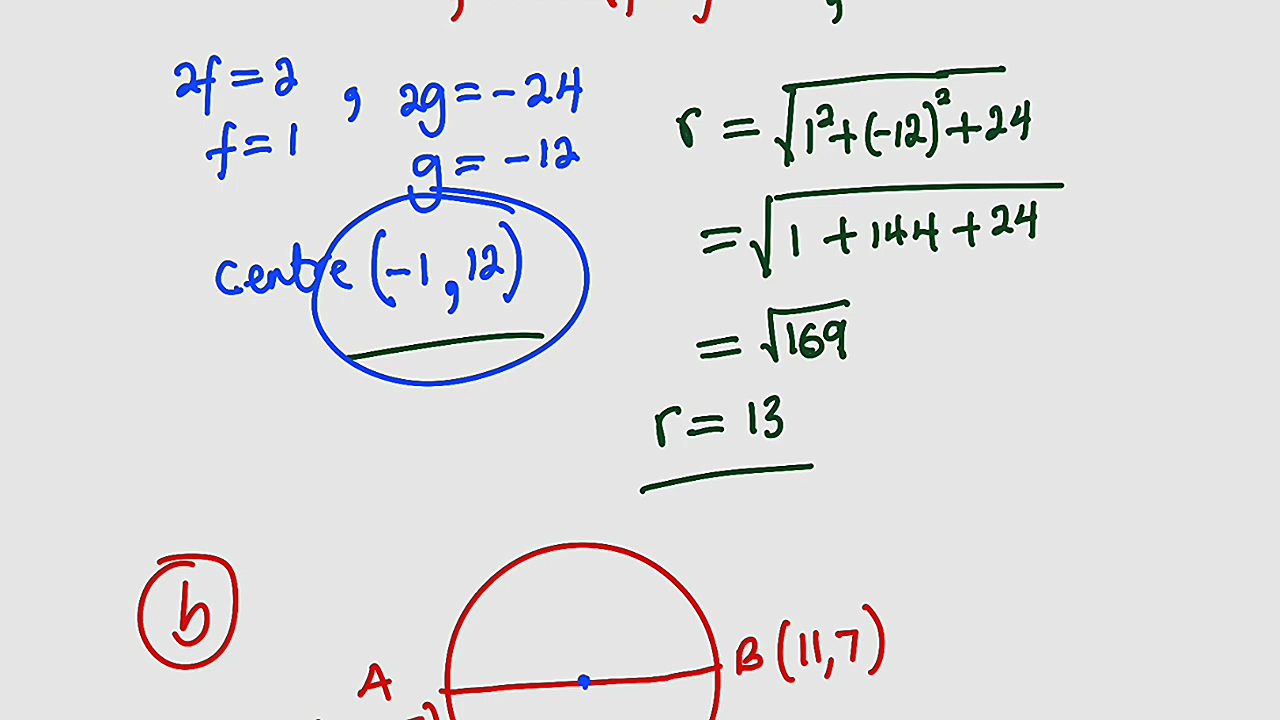 2f = 2 , 2g = -24
f = 1
g = -12
centre (-1, 12)
r = √(1² + (-12)² + 24)
= √(1 + 144 + 24)
= √169
r = 13
b
A
B (11, 7)